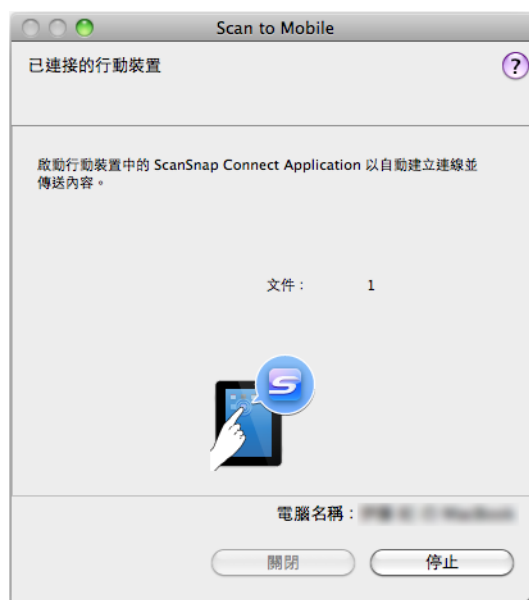 Scan to Mobile
已連接的行動裝置
?
啟動行動裝置中的 ScanSnap Connect Application 以自動建立連線並
傳送內容。
文件： 1
S
電腦名稱：
關閉 停止